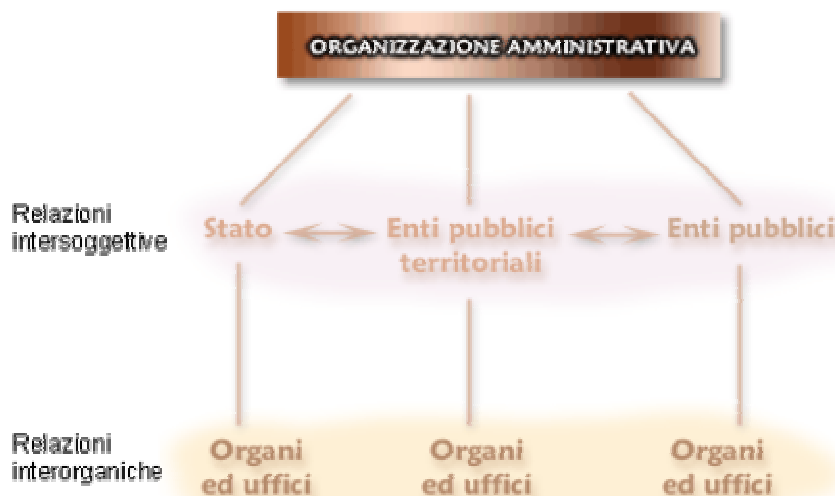 ORGANIZZAZIONE AMMINISTRATIVA
Relazioni
intersoggettive
Stato
Enti pubblici
territoriali
Enti pubblici
Relazioni
interorganiche
Organi
ed uffici
Organi
ed uffici
Organi
ed uffici